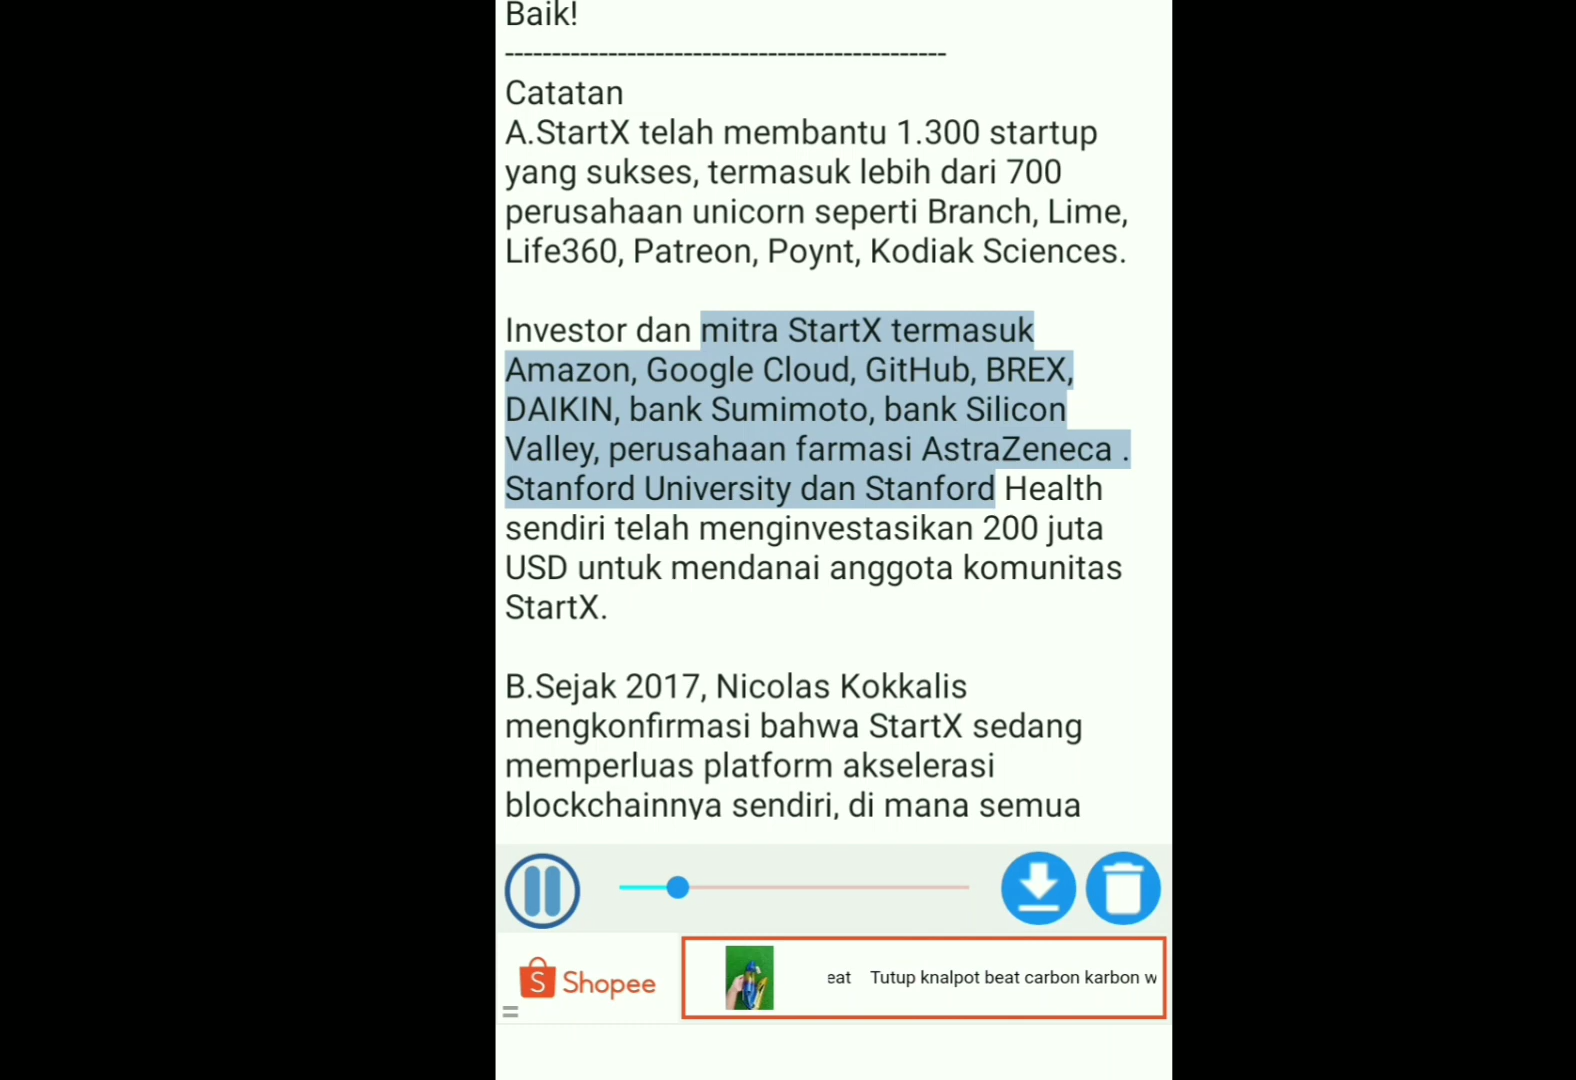 Baik!
-----------------------------------------------
Catatan
A.StartX telah membantu 1.300 startup
yang sukses, termasuk lebih dari 700
perusahaan unicorn seperti Branch, Lime,
Life360, Patreon, Poynt, Kodiak Sciences.
Investor dan mitra StartX termasuk
Amazon, Google Cloud, GitHub, BREX,
DAIKIN, bank Sumimoto, bank Silicon
Valley, perusahaan farmasi AstraZeneca .
Stanford University dan Stanford Health
sendiri telah menginvestasikan 200 juta
USD untuk mendanai anggota komunitas
StartX.
B.Sejak 2017, Nicolas Kokkalis
mengkonfirmasi bahwa StartX sedang
memperluas platform akselerasi
blockchainnya sendiri, di mana semua
Shopee
eat Tutup knalpot beat carbon karbon w